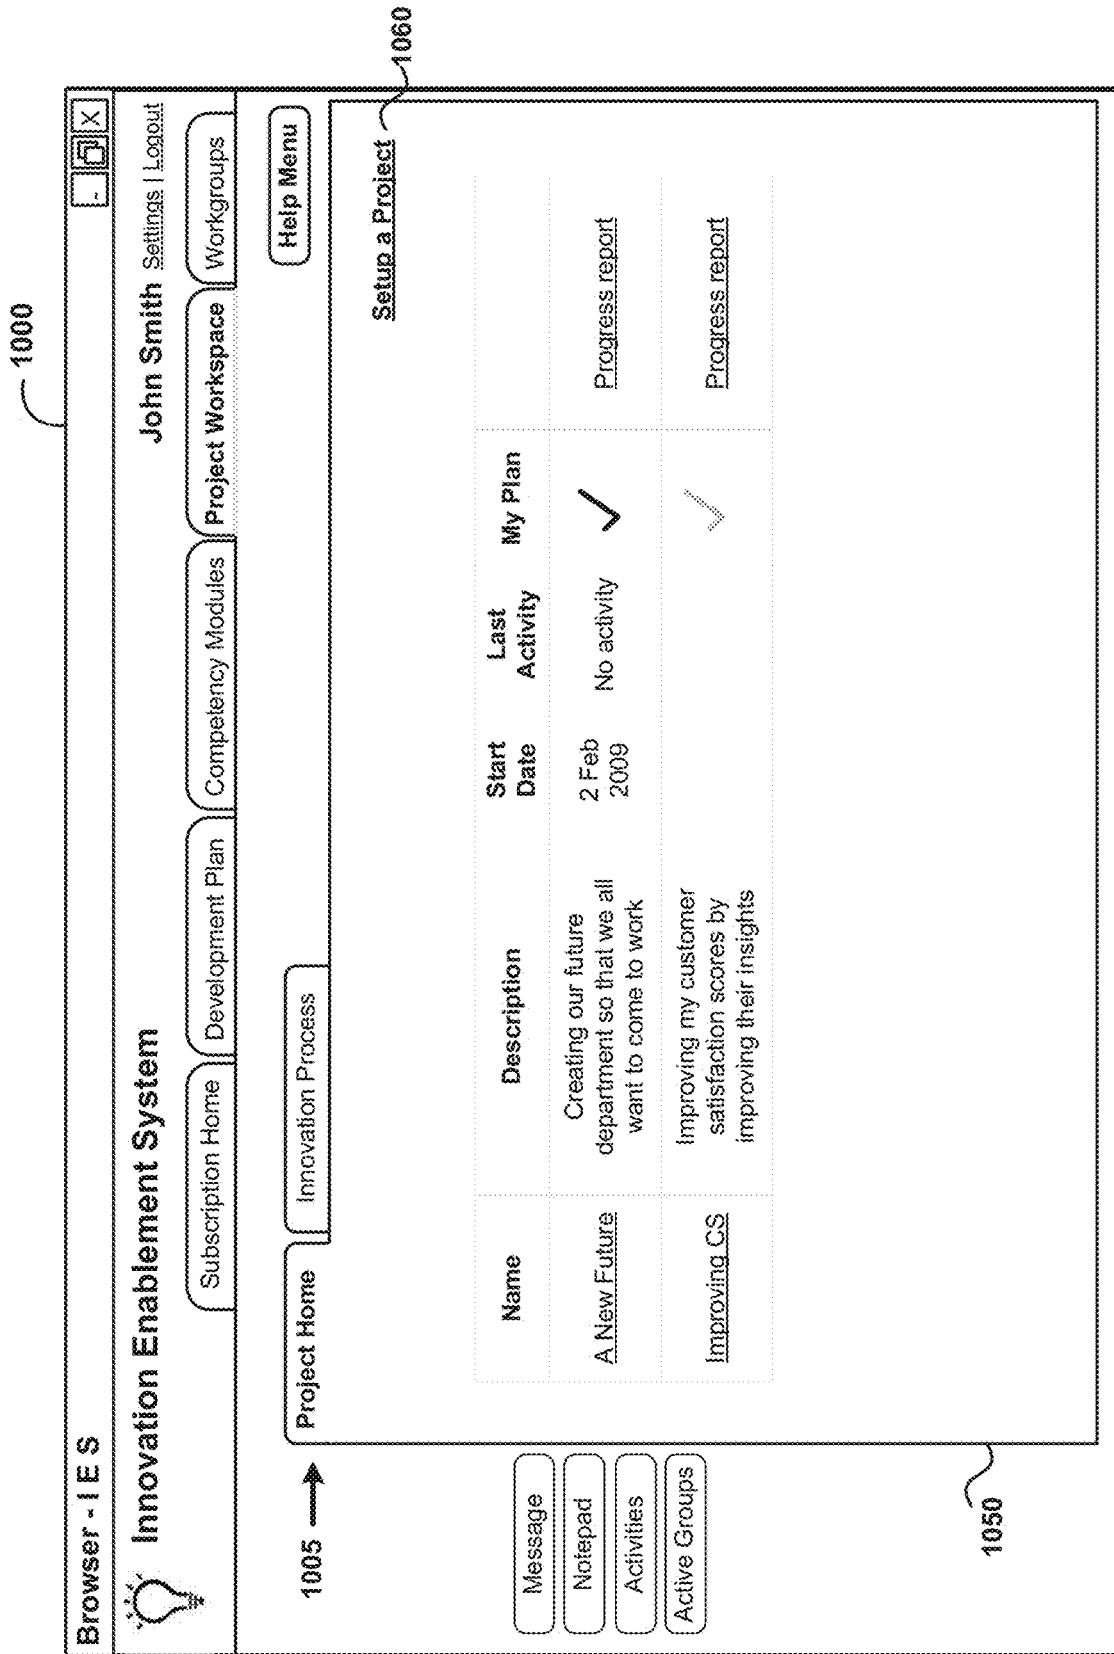 1000
Browser - I E S
- X
Innovation Enablement System
John Smith Settings | Logout
Subscription Home Development Plan Competency Modules Project Workspace Workgroups
1005
Project Home Innovation Process
Help Menu
Setup a Project
1060
Message
Notepad
Activities
Active Groups
Name Description Start Date Last Activity My Plan
A New Future
Creating our future
department so that we all
want to come to work
2 Feb
2009
No activity
Progress report
Improving CS
Improving my customer
satisfaction scores by
improving their insights
Progress report
1050